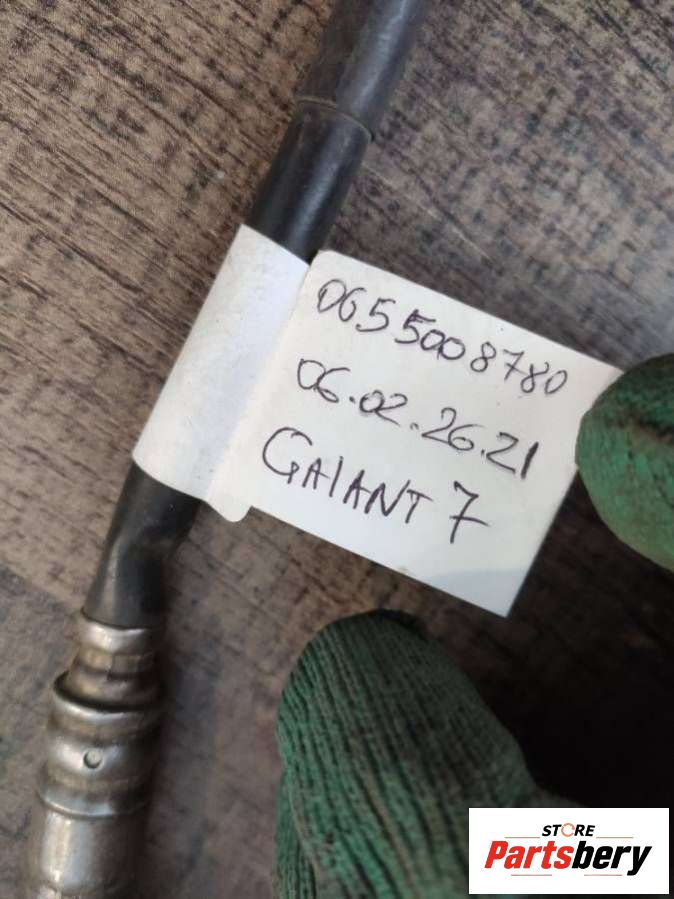 0655008780
06.02.26.21
GAlANT 7
STORE
Partsbery